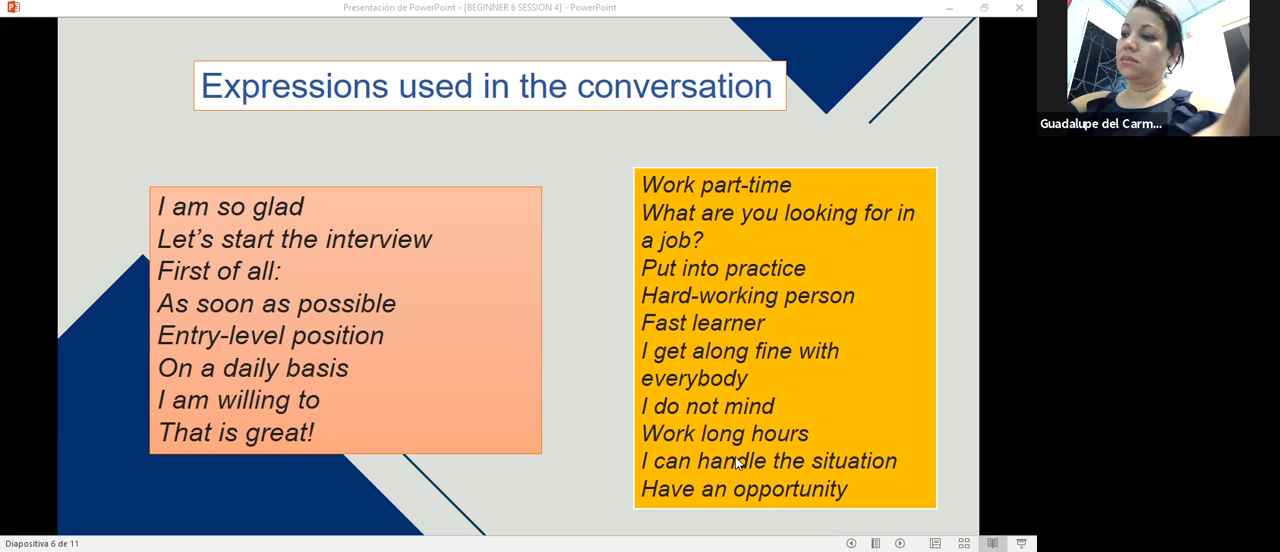 Presentación de PowerPoint - [BEGINNER 6 SESSION 4] - PowerPoint
Guadalupe del Carm...
Expressions used in the conversation
I am so glad
Let's start the interview
First of all:
As soon as possible
Entry-level position
On a daily basis
I am willing to
That is great!
Work part-time
What are you looking for in
a job?
Put into practice
Hard-working person
Fast learner
I get along fine with
everybody
I do not mind
Work long hours
I can handle the situation
Have an opportunity
Diapositiva 6 de 11